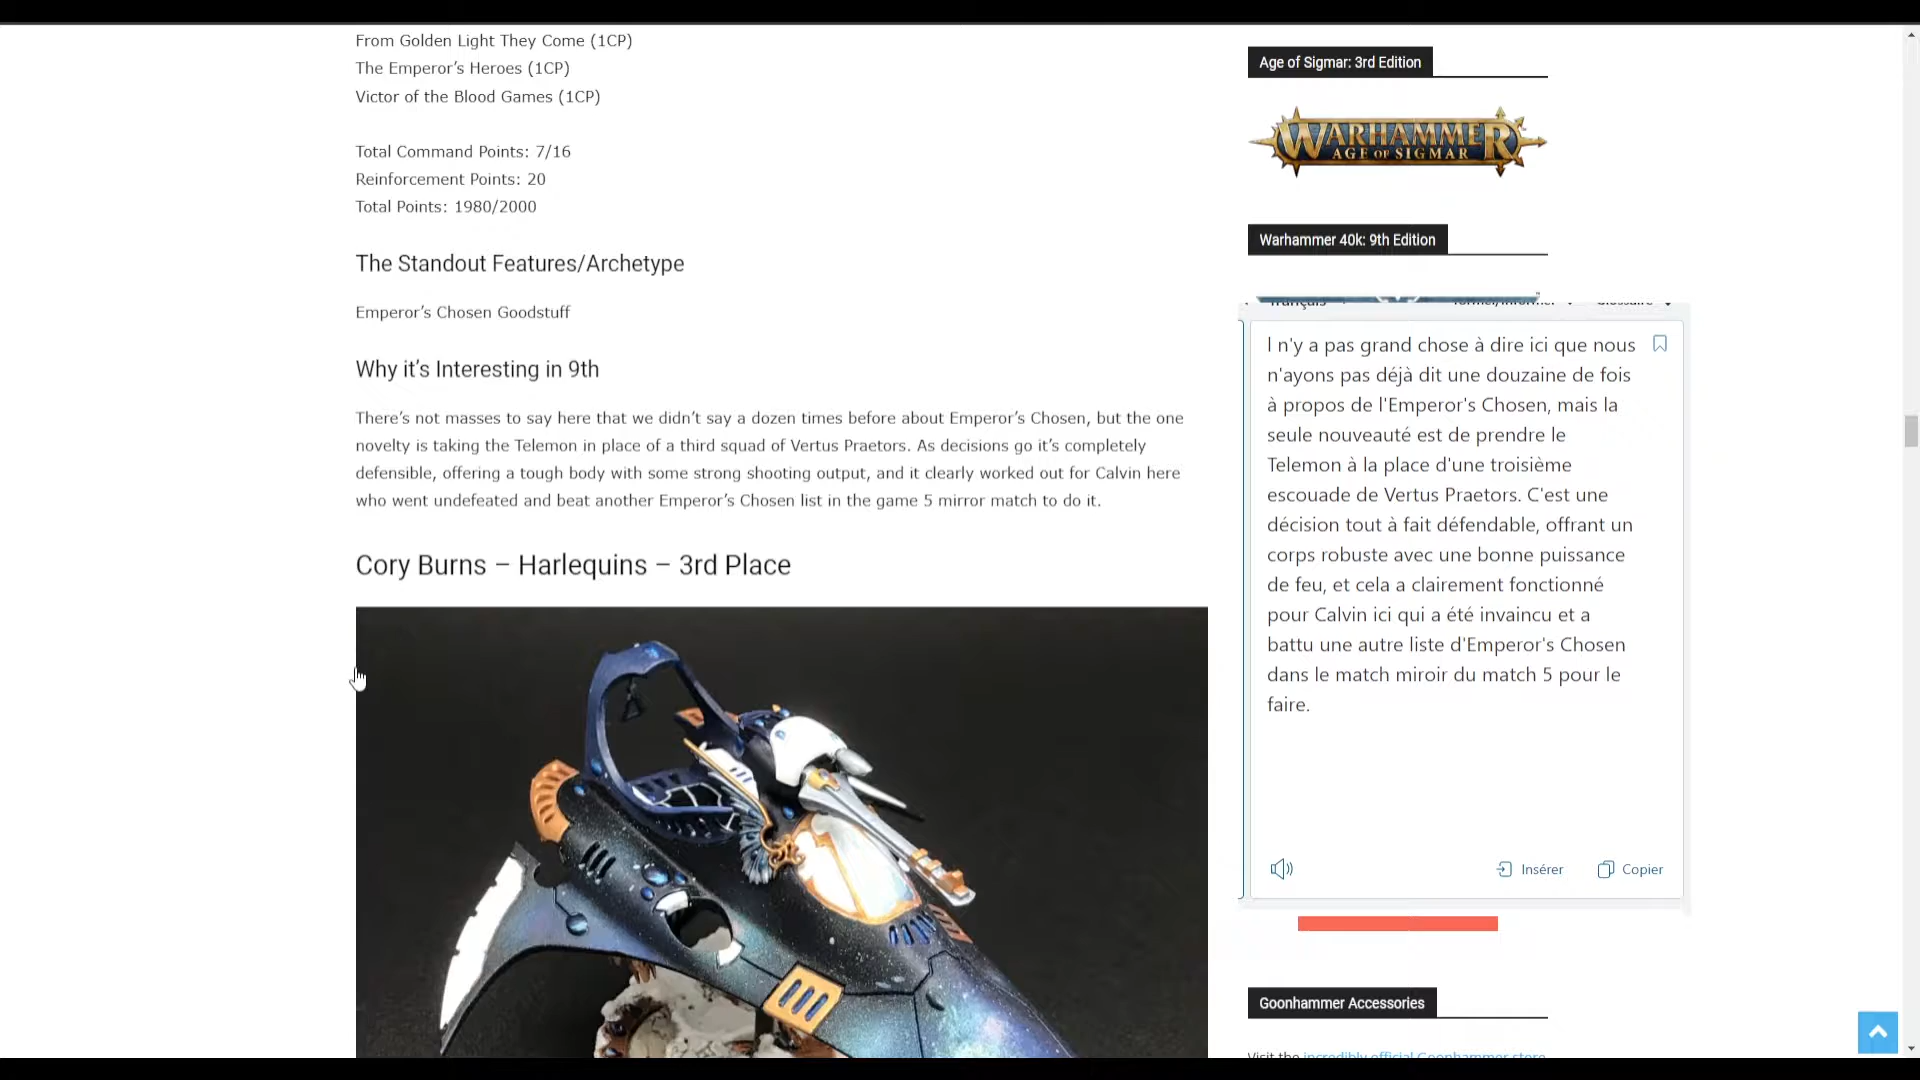 From Golden Light They Come (1CP)
The Emperor’s Heroes (1CP)
Victor of the Blood Games (1CP)
Total Command Points: 7/16
Reinforcement Points: 20
Total Points: 1980/2000
The Standout Features/Archetype
Emperor’s Chosen Goodstuff
Why it’s Interesting in 9th
There’s not masses to say here that we didn’t say a dozen times before about Emperor’s Chosen, but the one
novelty is taking the Telemon in place of a third squad of Vertus Praetors. As decisions go it’s completely
defensible, offering a tough body with some strong shooting output, and it clearly worked out for Calvin here
who went undefeated and beat another Emperor’s Chosen list in the game 5 mirror match to do it.
Cory Burns – Harlequins – 3rd Place
Age of Sigmar: 3rd Edition
WARHAMMER
AGE OF SIGMAR
Warhammer 40k: 9th Edition
l n'y a pas grand chose à dire ici que nous
n'ayons pas déjà dit une douzaine de fois
à propos de l'Emperor's Chosen, mais la
seule nouveauté est de prendre le
Telemon à la place d'une troisième
escouade de Vertus Praetors. C'est une
décision tout à fait défendable, offrant un
corps robuste avec une bonne puissance
de feu, et cela a clairement fonctionné
pour Calvin ici qui a été invaincu et a
battu une autre liste d'Emperor's Chosen
dans le match miroir du match 5 pour le
faire.
Insérer
Copier
Goonhammer Accessories
Visit the incredibly official Goonhammer store